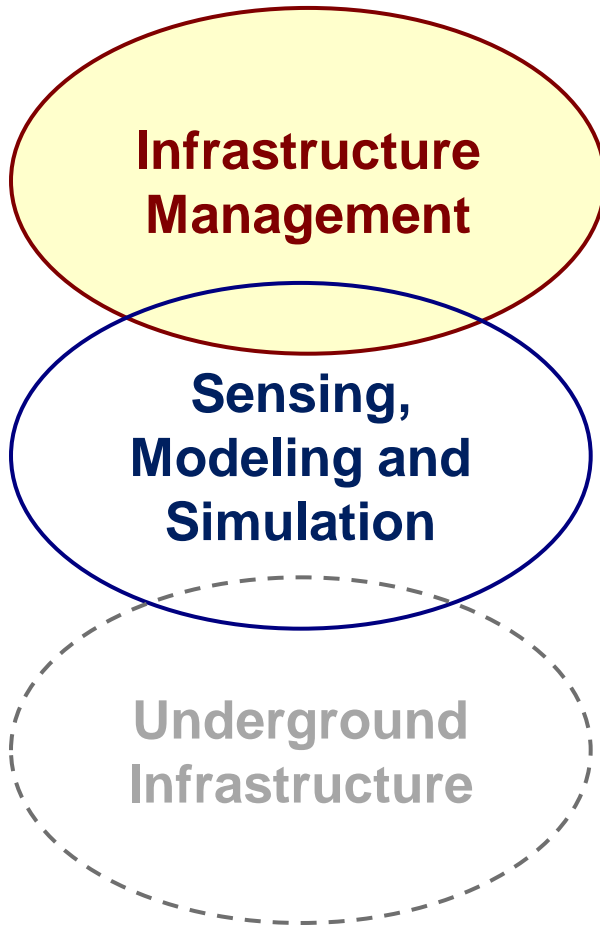 Infrastructure
Management
Sensing,
Modeling and
Simulation
Underground
Infrastructure